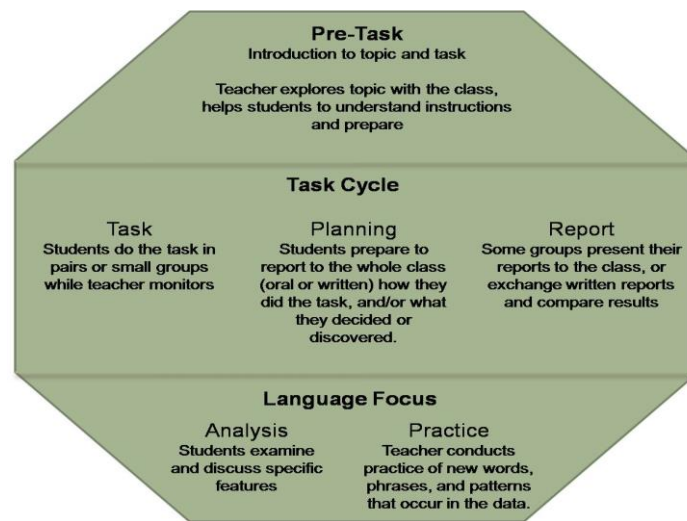 Pre-Task
Introduction to topic and task
Teacher explores topic with the class,
helps students to understand instructions
and prepare
Task Cycle
Task
Students do the task in
pairs or small groups
while teacher monitors
Planning
Students prepare to
report to the whole class
(oral or written) how they
did the task, and/or what
they decided or
discovered.
Report
Some groups present their
reports to the class, or
exchange written reports
and compare results
Language Focus
Analysis
Students examine
and discuss specific
features
Practice
Teacher conducts
practice of new words,
phrases, and patterns
that occur in the data.